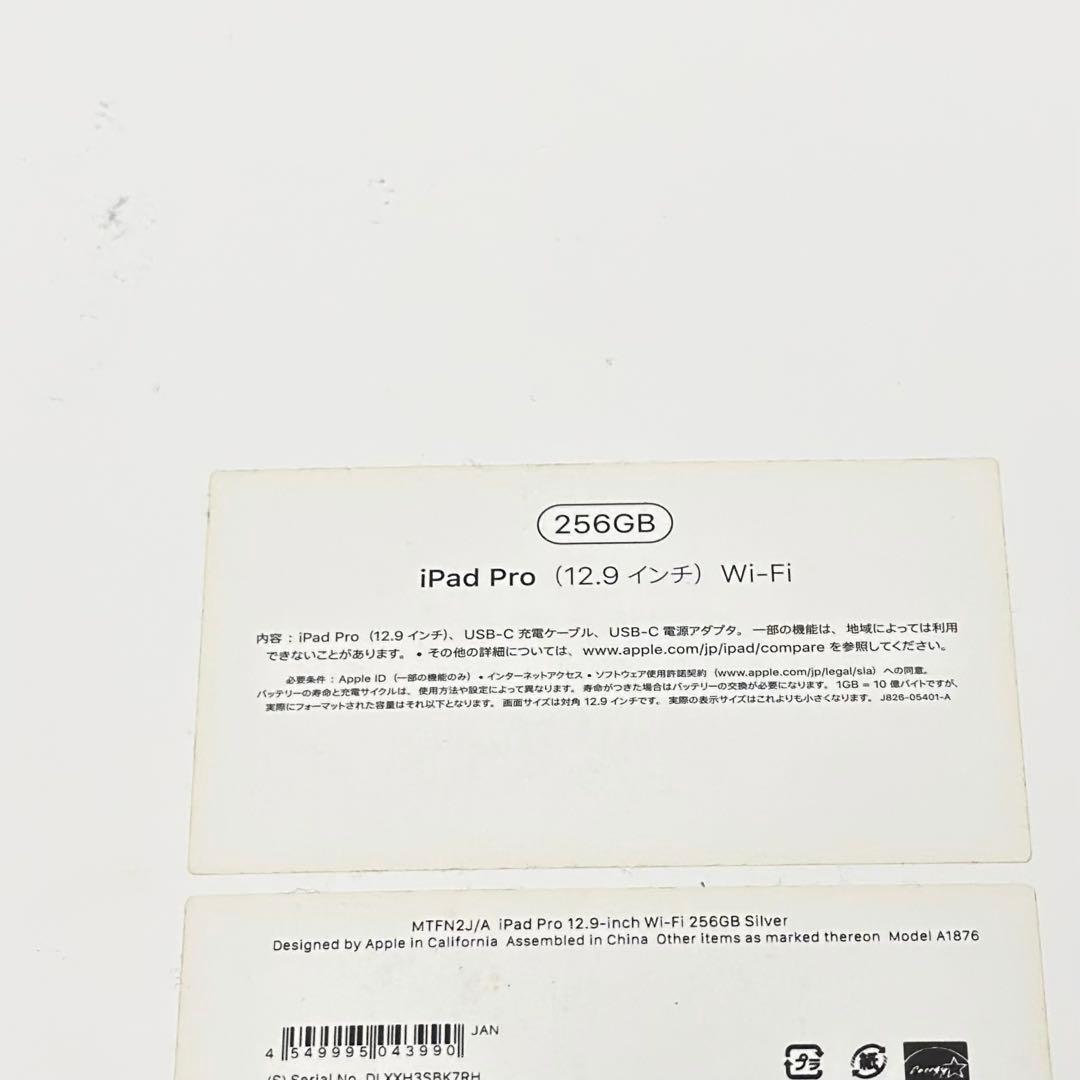 256GB
iPad Pro（12.9 インチ）Wi-Fi
内容：iPad Pro（12.9 インチ）、USB-C 充電ケーブル、USB-C 電源アダプタ。一部の機能は、地域によっては利用
できないことがあります。• その他の詳細については、www.apple.com/jp/ipad/compare を参照してください。
必要条件：Apple ID（一部の機能のみ）• インターネットアクセス • ソフトウェア使用許諾契約（www.apple.com/jp/legal/sla）への同意。
バッテリーの寿命と充電サイクルは、使用方法や設定によって異なります。寿命がつきた場合はバッテリーの交換が必要になります。1GB = 10 億バイトですが、
実際にフォーマットされた容量はそれ以下となります。画面サイズは対角 12.9 インチです。実際の表示サイズはこれよりも小さくなります。J826-05401-A
MTFN2J/A iPad Pro 12.9-inch Wi-Fi 256GB Silver
Designed by Apple in California Assembled in China Other items as marked thereon Model A1876
JAN
4 549995 043990
(S) Serial No. DLXXH3SBK7RH
プラ
紙
energy